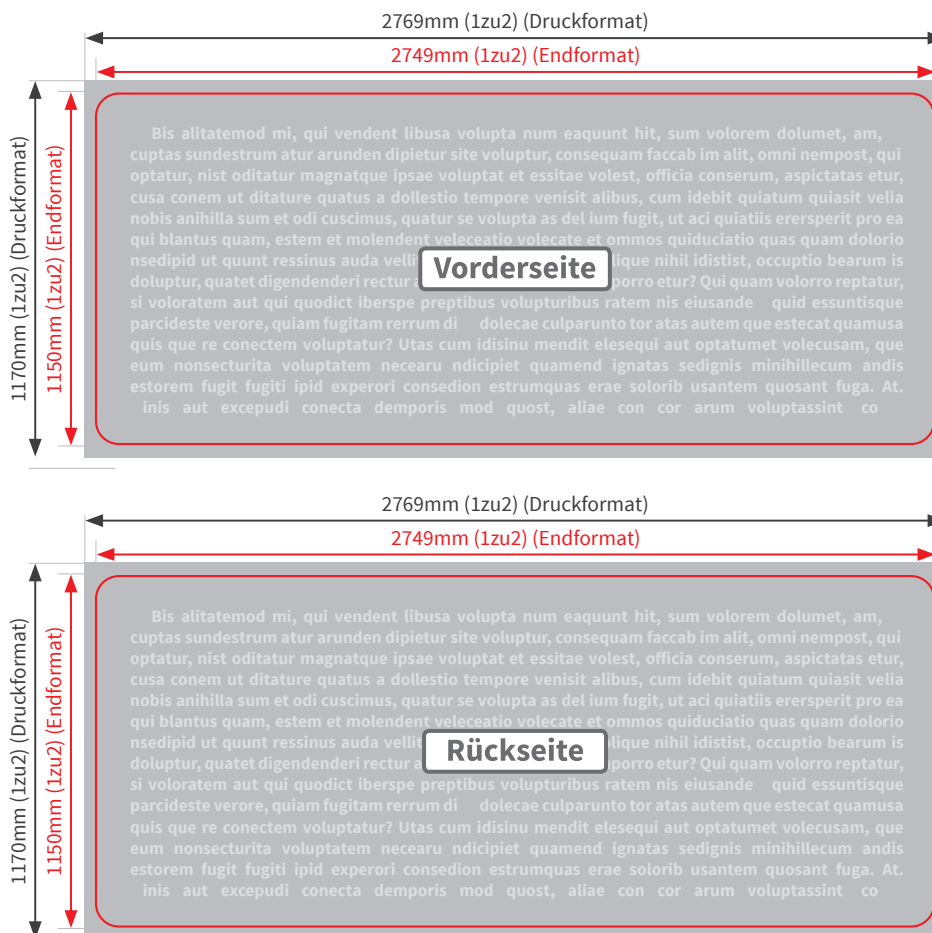 2769mm (1zu2) (Druckformat)
2749mm (1zu2) (Endformat)
1170mm (1zu2) (Druckformat)
1150mm (1zu2) (Endformat)
Bis alitatemod mi, qui vendent libusa volupta num eaquunt hit, sum volorem dolumet, am,
cuptas sundestrum atur arunden dipietur site voluptur, consequam faccab im alit, omni nempost, qui
optatur, nist oditatur magnatque ipsae voluptat et essitae volest, officia conserum, aspictatas etur,
cusa conem ut ditature quatus a dollestio tempore venisit alibus, cum idebit quiatum quiasit velia
nobis anihilla sum et odi cuscimus, quatur se volupta as del ium fugit, ut aci quiatiis erersperit pro ea
qui blantus quam, estem et molendent veleceatio volecate et ommos quiduciatio quas quam dolorio
nsedipid ut quunt ressinus auda velli lique nihil idistist, occuptio bearum is
doluptur, quatet digendenderi rectur porro etur? Qui quam volorro reptatur,
Vorderseite
si voloratem aut qui quodict iberspe preptibus volupturibus ratem nis eiusande quid essuntisque
parcideste verore, quiam fugitam rerrum di dolecae culparunto tor atas autem que estecat quamusa
quis que re conectem voluptatur? Utas cum idisinu mendit elesequi aut optatumet volecusam, que
eum nonsecturita voluptatem necearu ndicipiet quamend ignatas sedignis minihillecum andis
estorem fugit fugiti ipid experori consedion estrumquas erae solorib usantem quosant fuga. At.
inis aut excepudi conecta demporis mod quost, aliae con cor arum voluptassint co
2769mm (1zu2) (Druckformat)
2749mm (1zu2) (Endformat)
1170mm (1zu2) (Druckformat)
1150mm (1zu2) (Endformat)
Bis alitatemod mi, qui vendent libusa volupta num eaquunt hit, sum volorem dolumet, am,
cuptas sundestrum atur arunden dipietur site voluptur, consequam faccab im alit, omni nempost, qui
optatur, nist oditatur magnatque ipsae voluptat et essitae volest, officia conserum, aspictatas etur,
cusa conem ut ditature quatus a dollestio tempore venisit alibus, cum idebit quiatum quiasit velia
nobis anihilla sum et odi cuscimus, quatur se volupta as del ium fugit, ut aci quiatiis erersperit pro ea
qui blantus quam, estem et molendent veleceatio volecate et ommos quiduciatio quas quam dolorio
nsedipid ut quunt ressinus auda vellit lique nihil idistist, occuptio bearum is
doluptur, quatet digendenderi rectur a porro etur? Qui quam volorro reptatur,
Rückseite
si voloratem aut qui quodict iberspe preptibus volupturibus ratem nis eiusande quid essuntisque
parcideste verore, quiam fugitam rerrum di dolecae culparunto tor atas autem que estecat quamusa
quis que re conectem voluptatur? Utas cum idisinu mendit elesequi aut optatumet volecusam, que
eum nonsecturita voluptatem necearu ndicipiet quamend ignatas sedignis minihillecum andis
estorem fugit fugiti ipid experori consedion estrumquas erae solorib usantem quosant fuga. At.
inis aut excepudi conecta demporis mod quost, aliae con cor arum voluptassint co